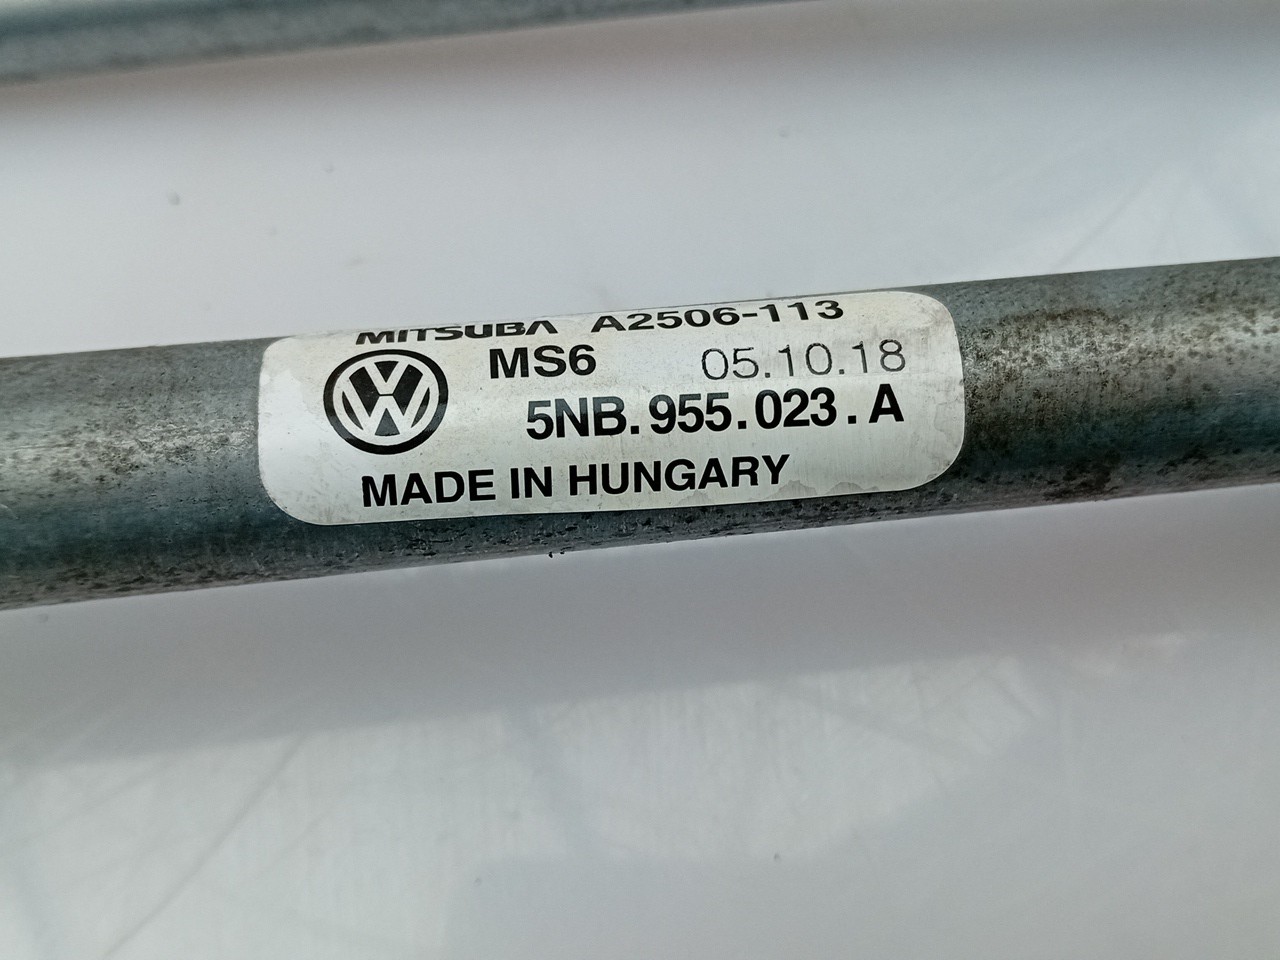 MITSUBA A2506-113
MS6 05.10.18
5NB.955.023.A
MADE IN HUNGARY